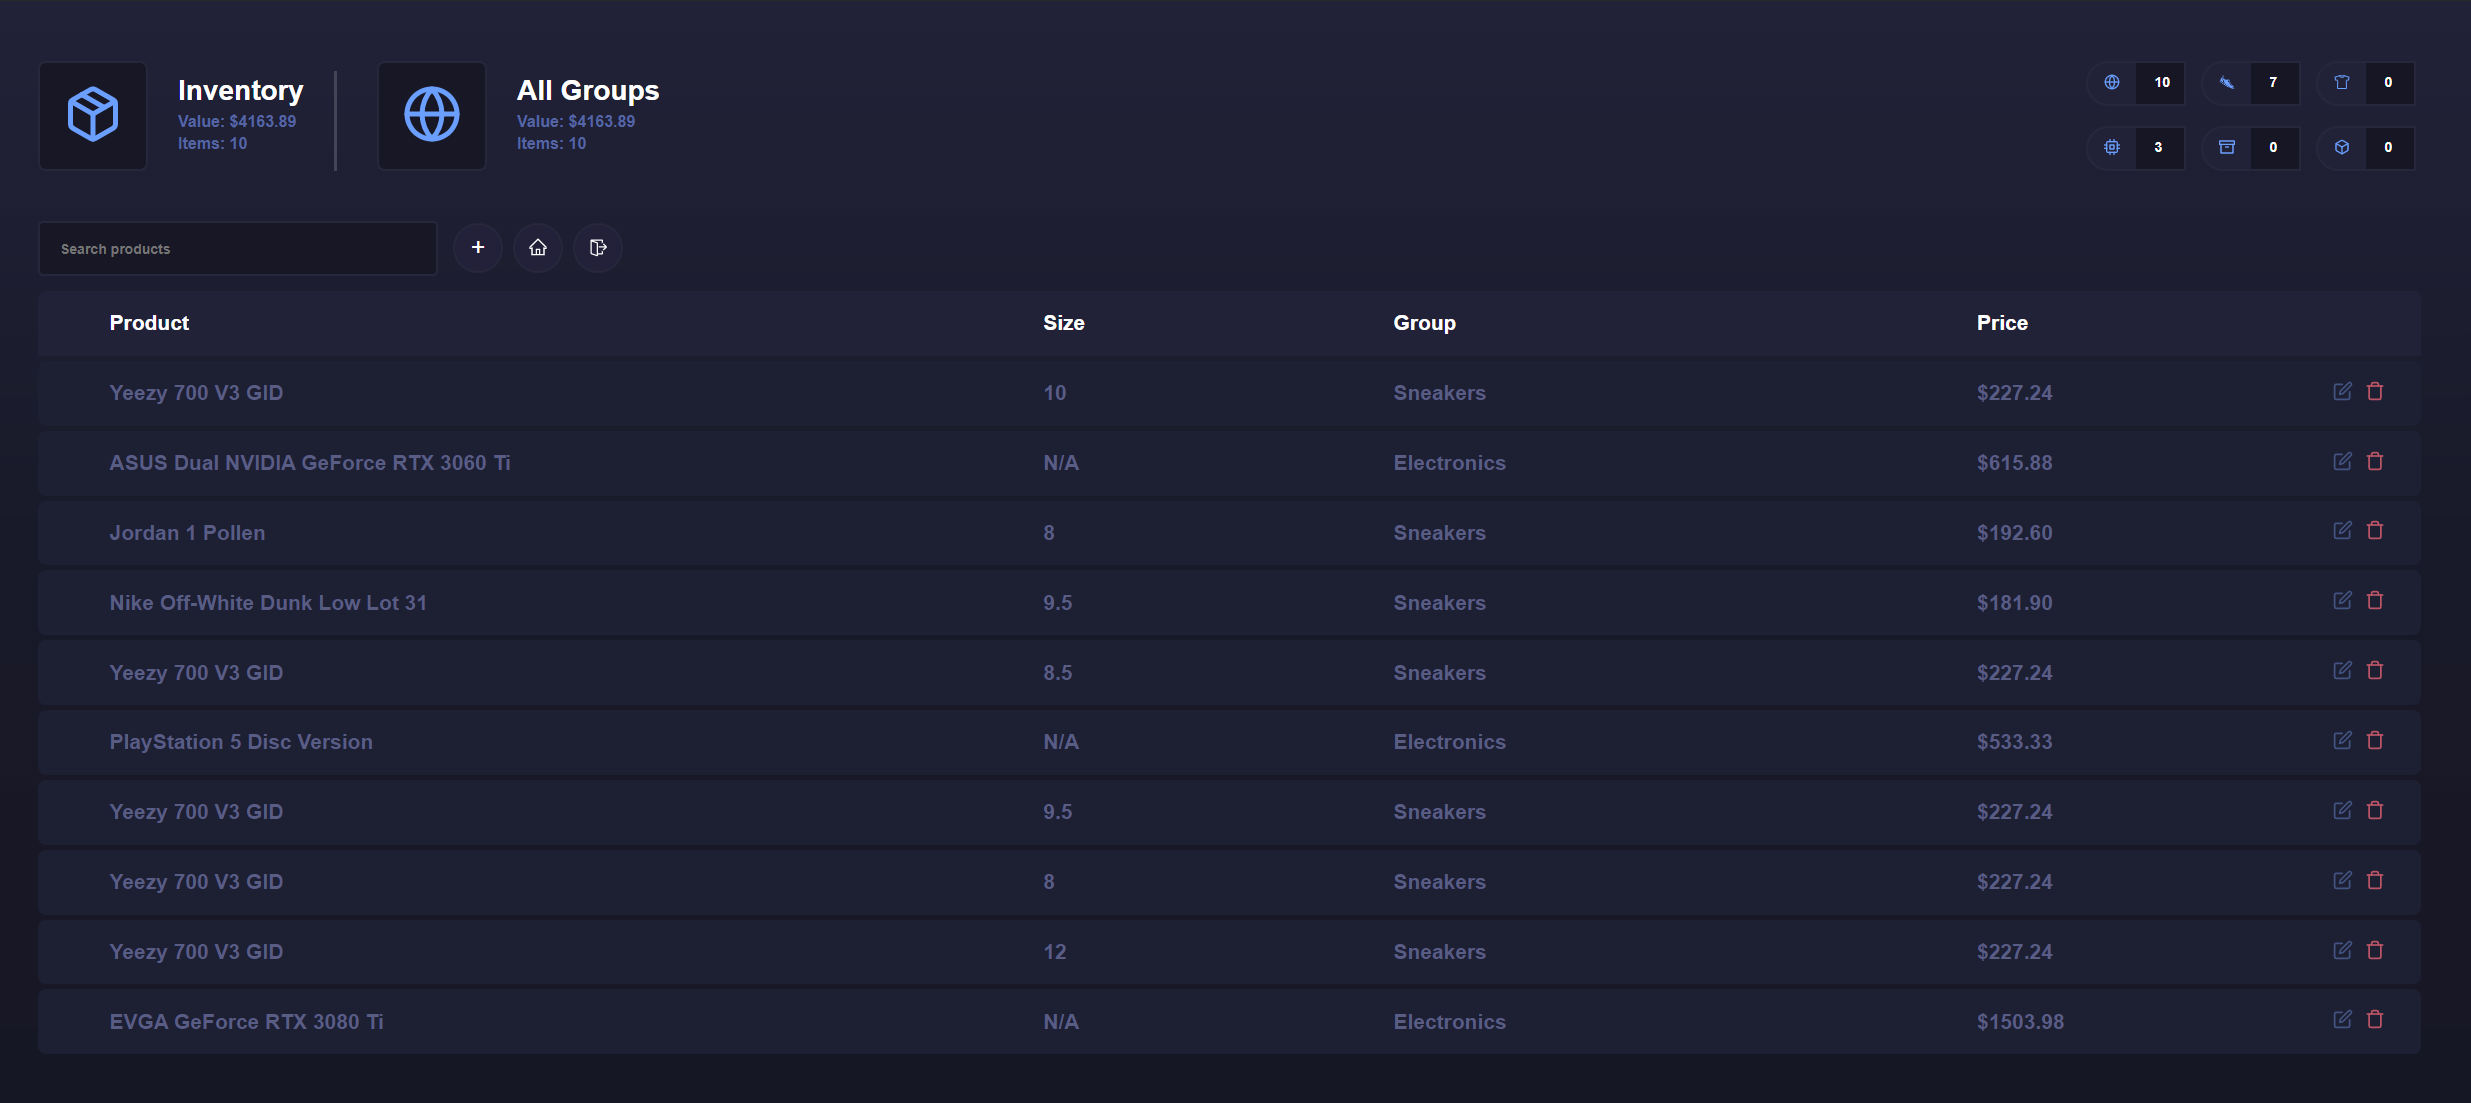 Inventory
Value: $4163.89
Items: 10
All Groups
Value: $4163.89
Items: 10
10 7 0
3 0 0
Search products
Product Size Group Price
Yeezy 700 V3 GID 10 Sneakers $227.24
ASUS Dual NVIDIA GeForce RTX 3060 Ti N/A Electronics $615.88
Jordan 1 Pollen 8 Sneakers $192.60
Nike Off-White Dunk Low Lot 31 9.5 Sneakers $181.90
Yeezy 700 V3 GID 8.5 Sneakers $227.24
PlayStation 5 Disc Version N/A Electronics $533.33
Yeezy 700 V3 GID 9.5 Sneakers $227.24
Yeezy 700 V3 GID 8 Sneakers $227.24
Yeezy 700 V3 GID 12 Sneakers $227.24
EVGA GeForce RTX 3080 Ti N/A Electronics $1503.98